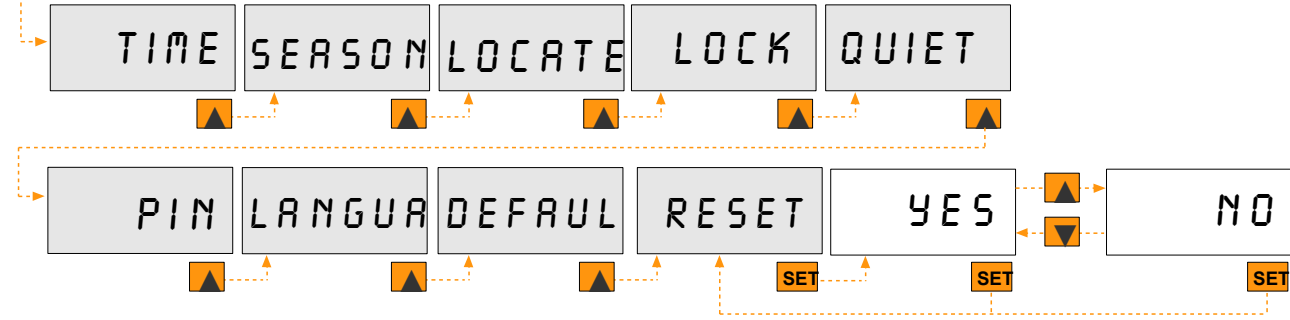 TIME SEASON LOCATE LOCK QUIET
PIN LANGUA DEFAUL RESET YES NO
SET SET SET